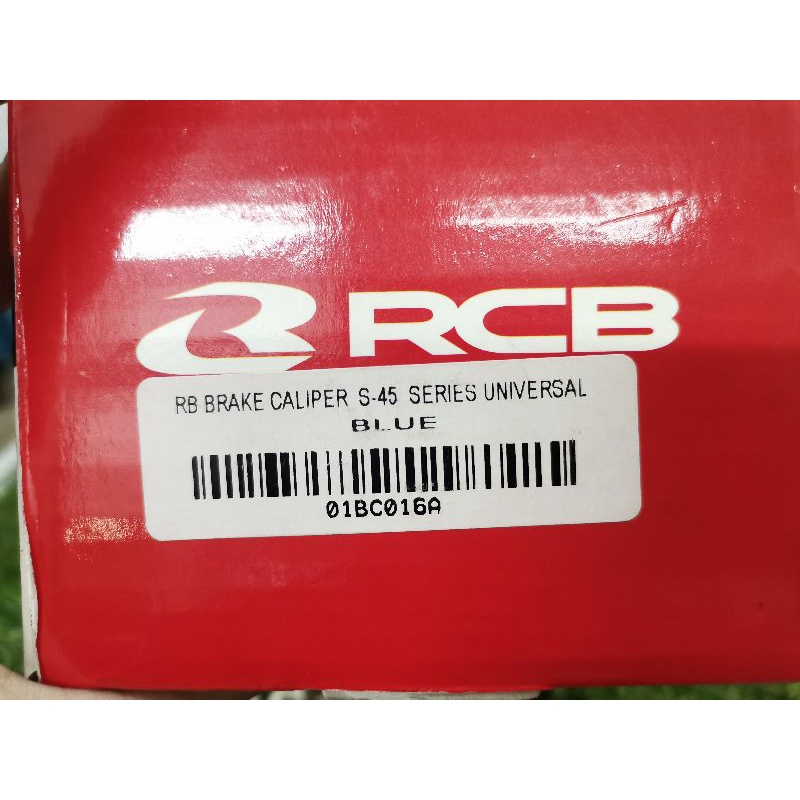 RCB
RB BRAKE CALIPER S-45 SERIES UNIVERSAL
BLUE
01BC016A